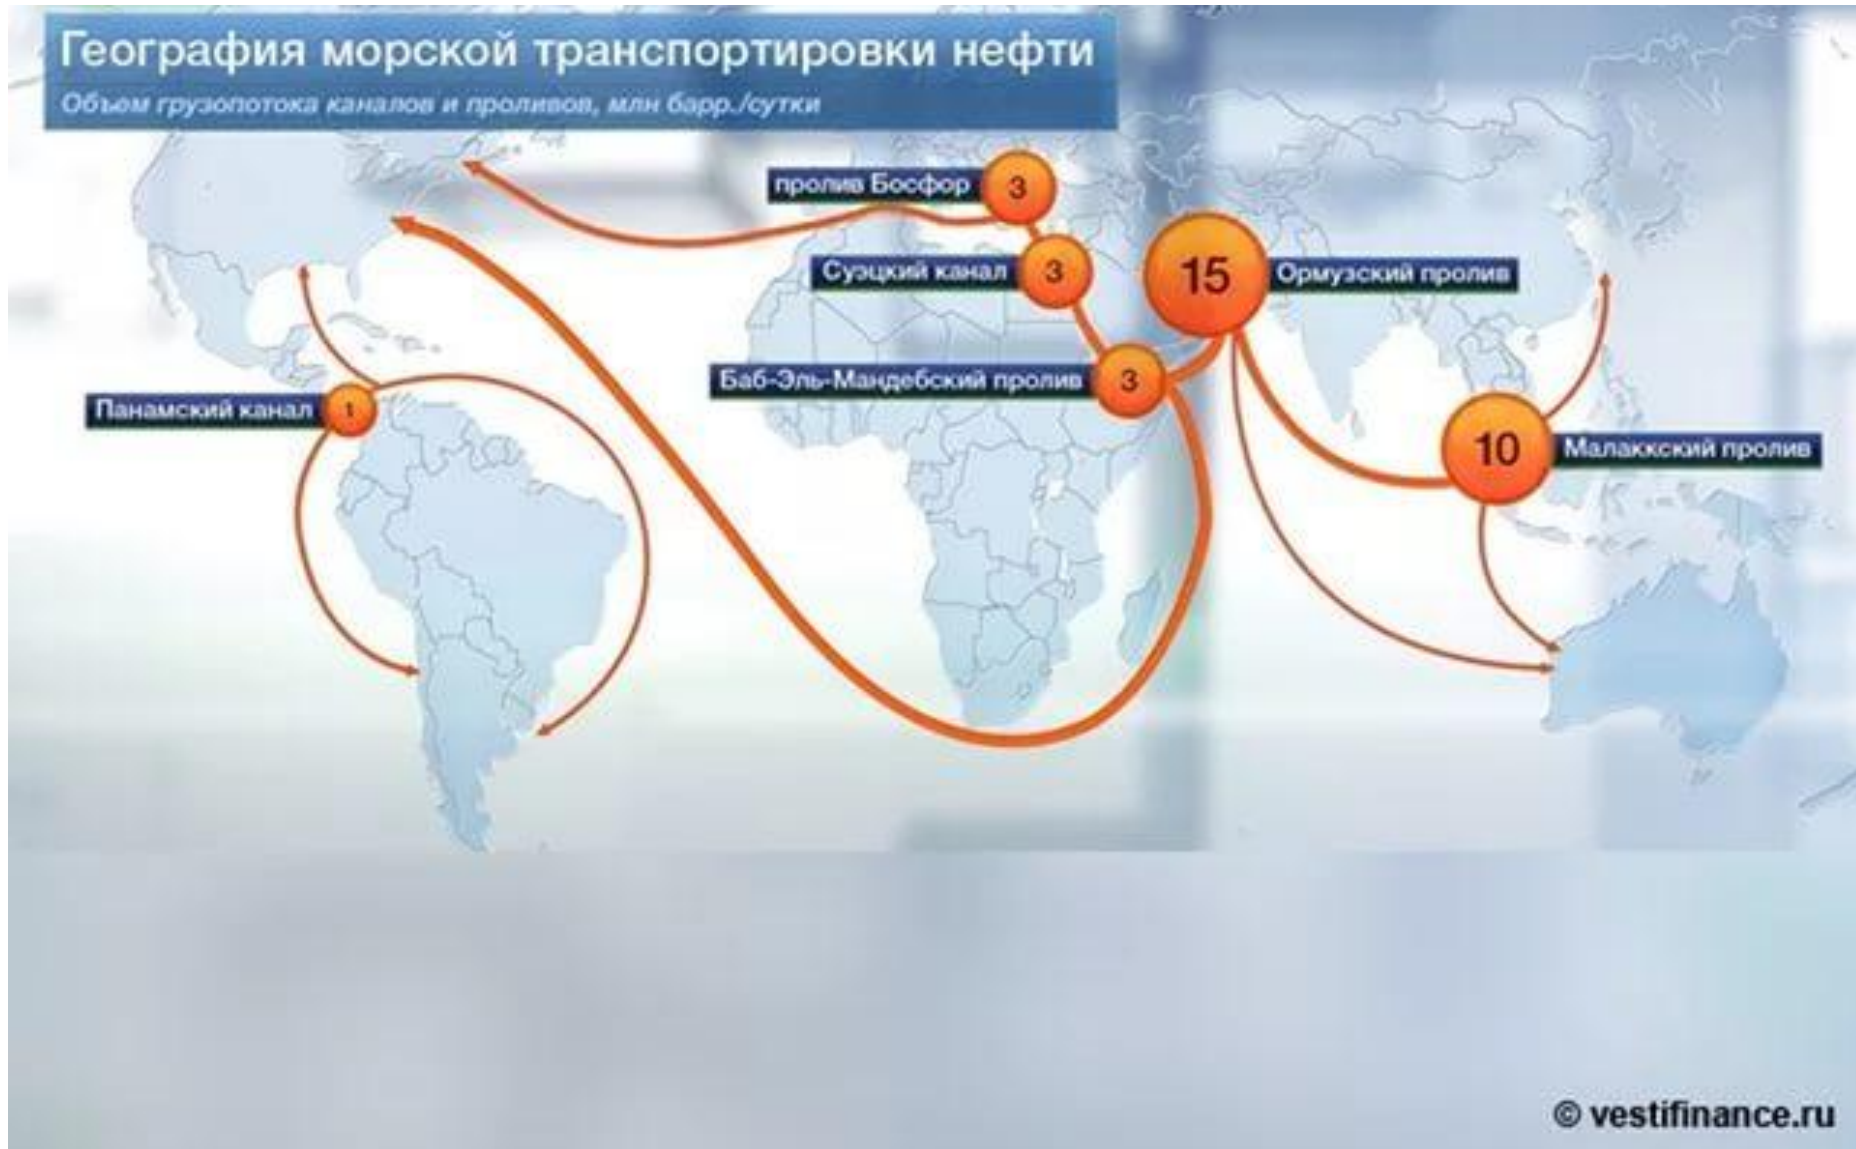 География морской транспортировки нефти
Объем грузопотока каналов и проливов, млн барр./сутки
пролив Босфор 3
Суэцкий канал 3
15 Ормузский пролив
Баб-Эль-Мандебский пролив 3
Панамский канал 1
10 Малаккский пролив
© vestifinance.ru